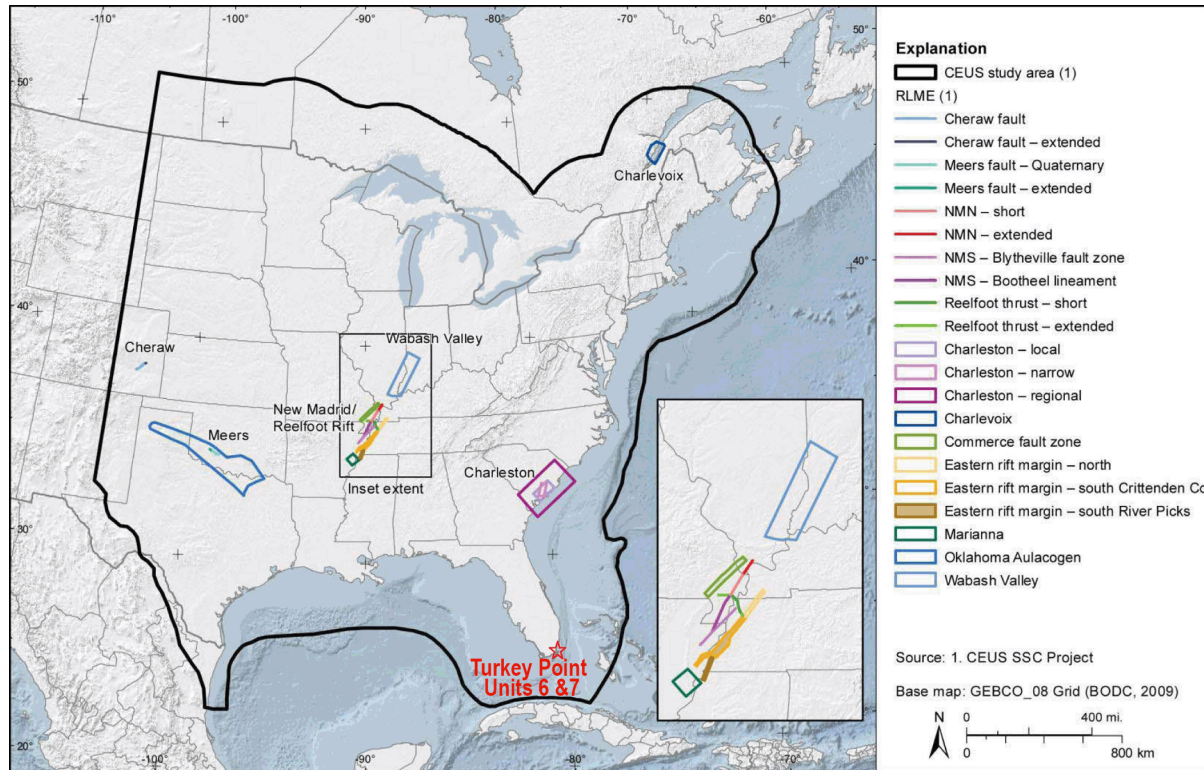 -110° -100° -90° -80° -70° -60°
50°
50°
40°
40°
30°
20°
-100° -90° -80°
Charlevoix
Cheraw
Wabash Valley
New Madrid/
Reelfoot Rift
Meers
Charleston
Inset extent
Turkey Point
Units 6 &7
Explanation
CEUS study area (1)
RLME (1)
Cheraw fault
Cheraw fault – extended
Meers fault – Quaternary
Meers fault – extended
NMN – short
NMN – extended
NMS – Blytheville fault zone
NMS – Bootheel lineament
Reelfoot thrust – short
Reelfoot thrust – extended
Charleston – local
Charleston – narrow
Charleston – regional
Charlevoix
Commerce fault zone
Eastern rift margin – north
Eastern rift margin – south Crittenden Co
Eastern rift margin – south River Picks
Marianna
Oklahoma Aulacogen
Wabash Valley
Source: 1. CEUS SSC Project
Base map: GEBCO_08 Grid (BODC, 2009)
N
0 400 mi.
0 800 km